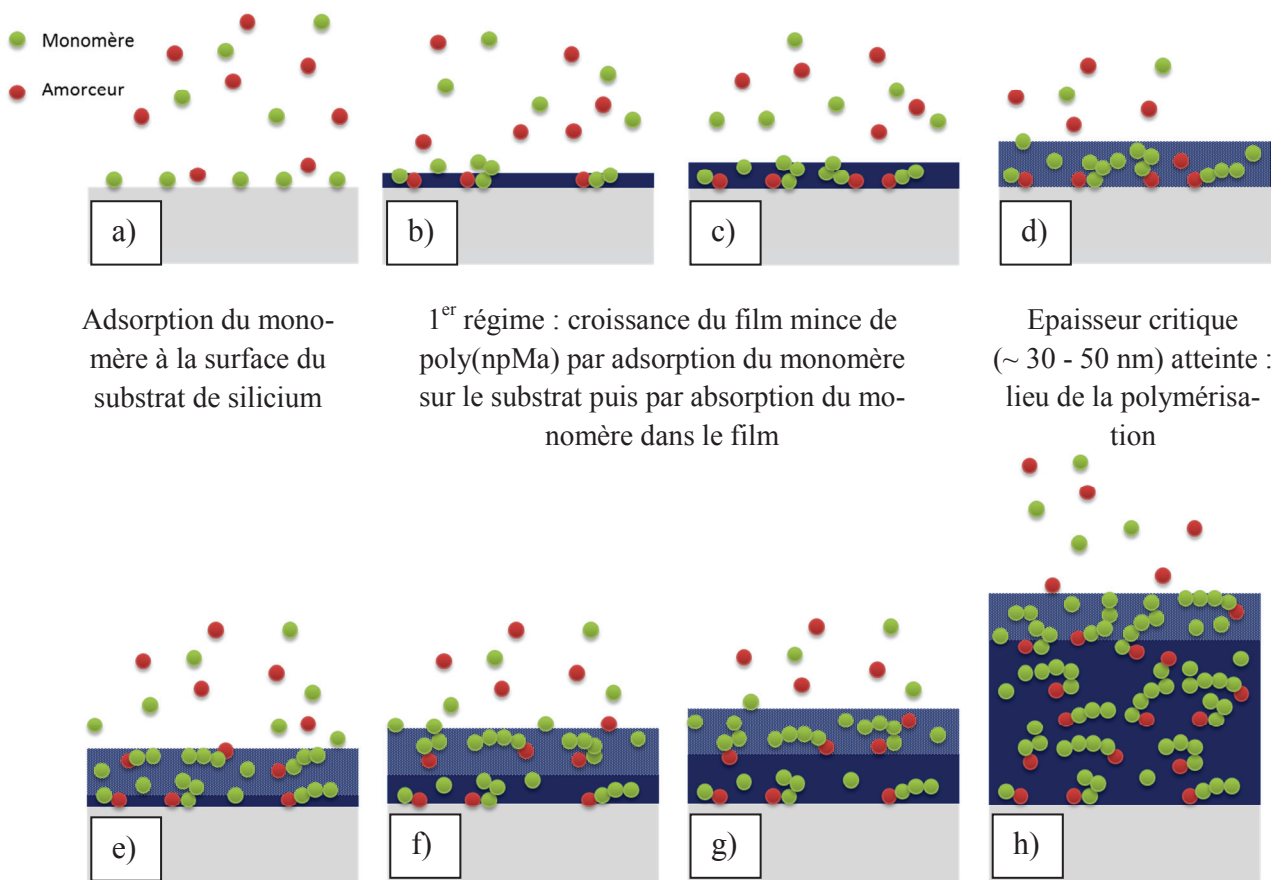 Monomère
Amorceur
a)
b)
c)
d)
Adsorption du mono-
mère à la surface du
substrat de silicium
1er régime : croissance du film mince de
poly(npMa) par adsorption du monomère
sur le substrat puis par absorption du mo-
nomère dans le film
Epaisseur critique
(~ 30 - 50 nm) atteinte :
lieu de la polymérisa-
tion
e)
f)
g)
h)